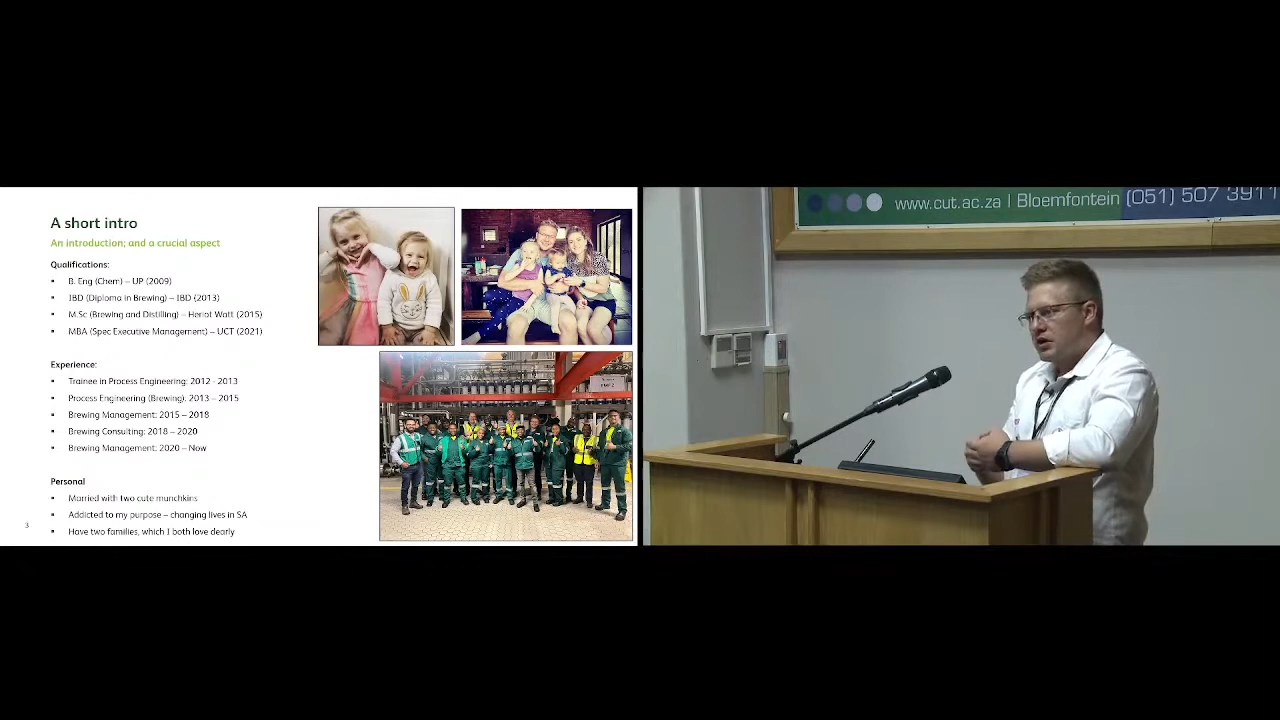 A short intro
An introduction; and a crucial aspect
Qualifications:
▪ B. Eng (Chem) – UP (2009)
▪ IBD (Diploma in Brewing) – IBD (2013)
▪ M.Sc (Brewing and Distilling) – Heriot Watt (2015)
▪ MBA (Spec Executive Management) – UCT (2021)
Experience:
▪ Trainee in Process Engineering: 2012 - 2013
▪ Process Engineering (Brewing): 2013 – 2015
▪ Brewing Management: 2015 – 2018
▪ Brewing Consulting: 2018 – 2020
▪ Brewing Management: 2020 – Now
Personal
▪ Married with two cute munchkins
▪ Addicted to my purpose – changing lives in SA
▪ Have two families, which I both love dearly
3
www.cut.ac.za | Bloemfontein (051) 507 3911